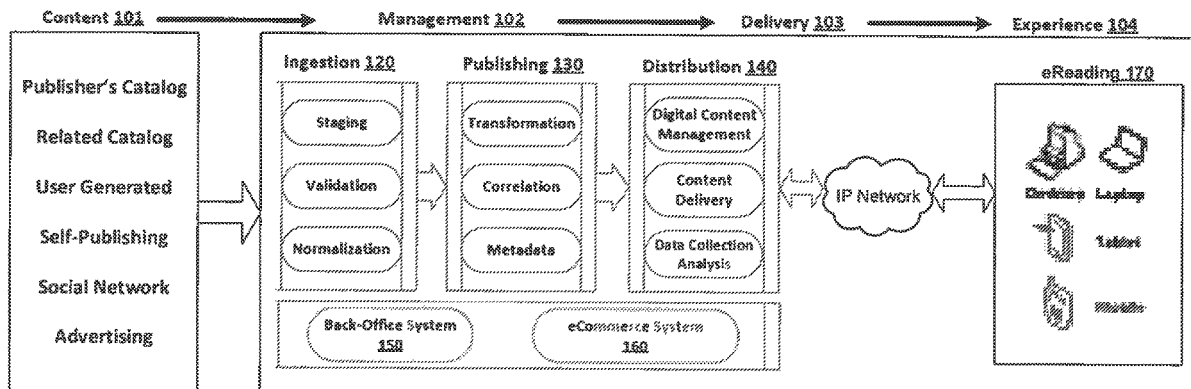 Content 101
Management 102
Delivery 103
Experience 104
Publisher's Catalog
Related Catalog
User Generated
Self-Publishing
Social Network
Advertising
Ingestion 120
Staging
Validation
Normalization
Publishing 130
Transformation
Correlation
Metadata
Distribution 140
Digital Content
Management
Content
Delivery
Data Collection
Analysis
Back-Office System
150
eCommerce System
160
IP Network
eReading 170
Laptop
Tablet